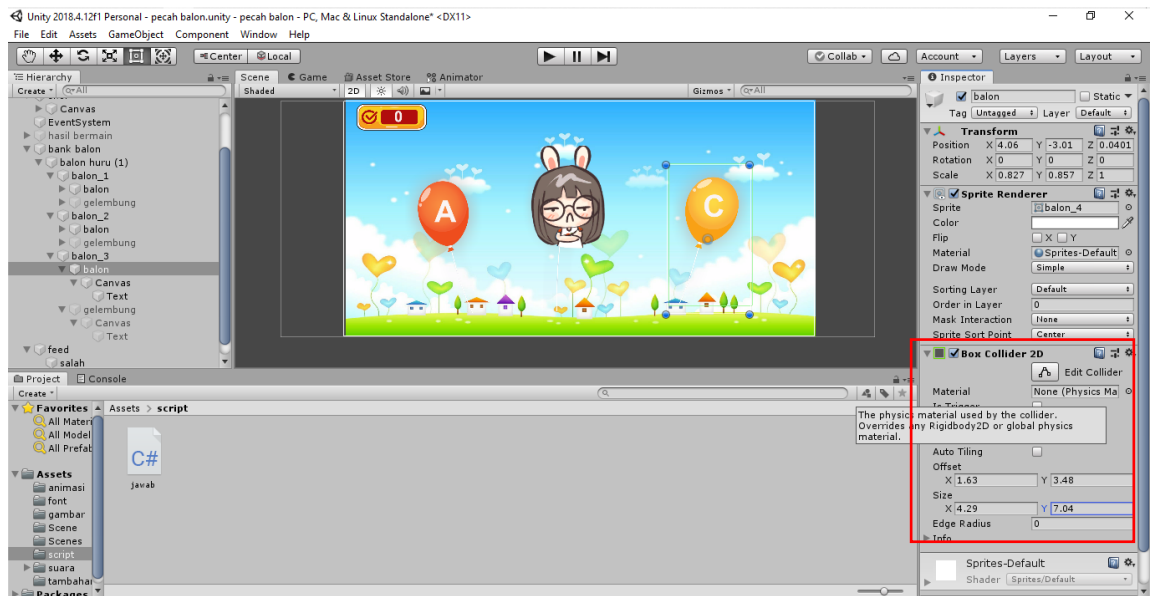 Unity 2018.4.12f1 Personal - pecah balon.unity - pecah balon - PC, Mac & Linux Standalone* <DX11>
File Edit Assets GameObject Component Window Help
Center Local Collab Account Layers Layout
Hierarchy
Create All
Canvas
EventSystem
hasil bermain
bank balon
balon huru (1)
balon_1
balon
gelembung
balon_2
balon
gelembung
balon_3
balon
Canvas
Text
gelembung
Canvas
Text
feed
salah
Scene Game Asset Store Animator
Shaded 2D Gizmos All
0
A
C
Inspector
balon Static
Tag Untagged Layer Default
Transform
Position X 4.06 Y -3.01 Z 0.0401
Rotation X 0 Y 0 Z 0
Scale X 0.827 Y 0.857 Z 1
Sprite Renderer
Sprite balon_4
Color
Flip X Y
Material Sprites-Default
Draw Mode Simple
Sorting Layer Default
Order in Layer 0
Mask Interaction None
Sprite Sort Point Center
Box Collider 2D
Edit Collider
Material None (Physics Ma
Is Trigger
The physics material used by the collider.
Overrides any Rigidbody2D or global physics
material.
Auto Tiling
Offset
X 1.63 Y 3.48
Size
X 4.29 Y 7.04
Edge Radius 0
Info
Sprites-Default
Shader Sprites/Default
Project Console
Create
Favorites
All Materi
All Model
All Prefab
Assets
animasi
font
gambar
Scene
Scenes
script
suara
tambahan
Packages
Assets > script
C#
javab